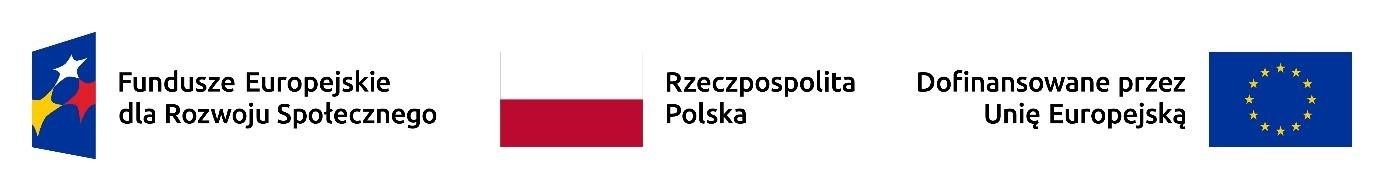 Fundusze Europejskie
dla Rozwoju Społecznego
Rzeczpospolita
Polska
Dofinansowane przez
Unię Europejską